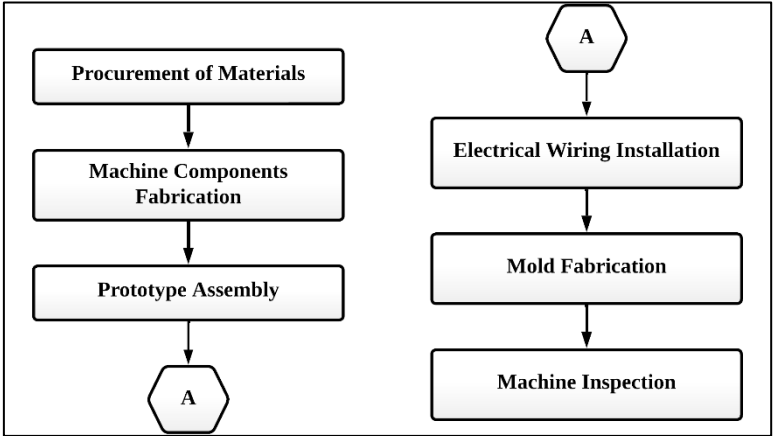 Procurement of Materials
Machine Components
Fabrication
Prototype Assembly
A
A
Electrical Wiring Installation
Mold Fabrication
Machine Inspection